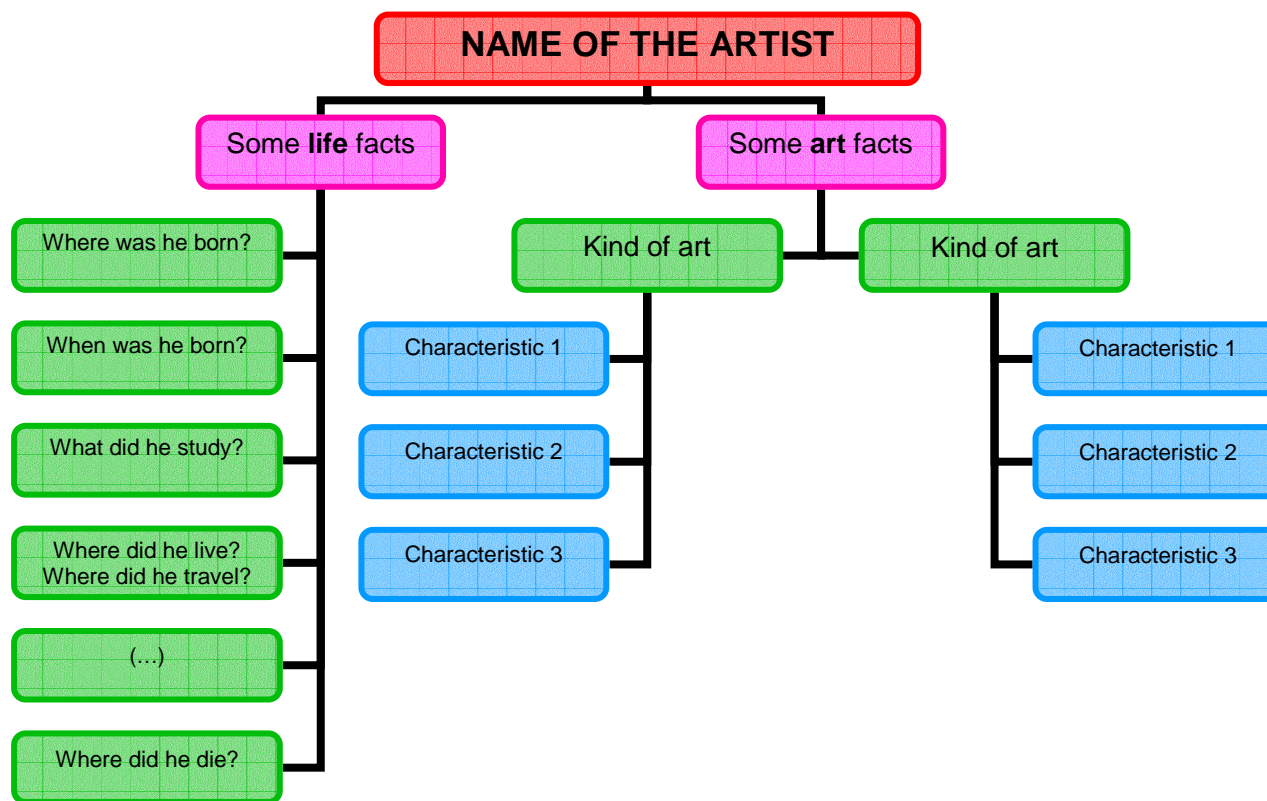 NAME OF THE ARTIST
Some life facts
Some art facts
Where was he born?
When was he born?
What did he study?
Where did he live?
Where did he travel?
(…)
Where did he die?
Kind of art
Characteristic 1
Characteristic 2
Characteristic 3
Kind of art
Characteristic 1
Characteristic 2
Characteristic 3